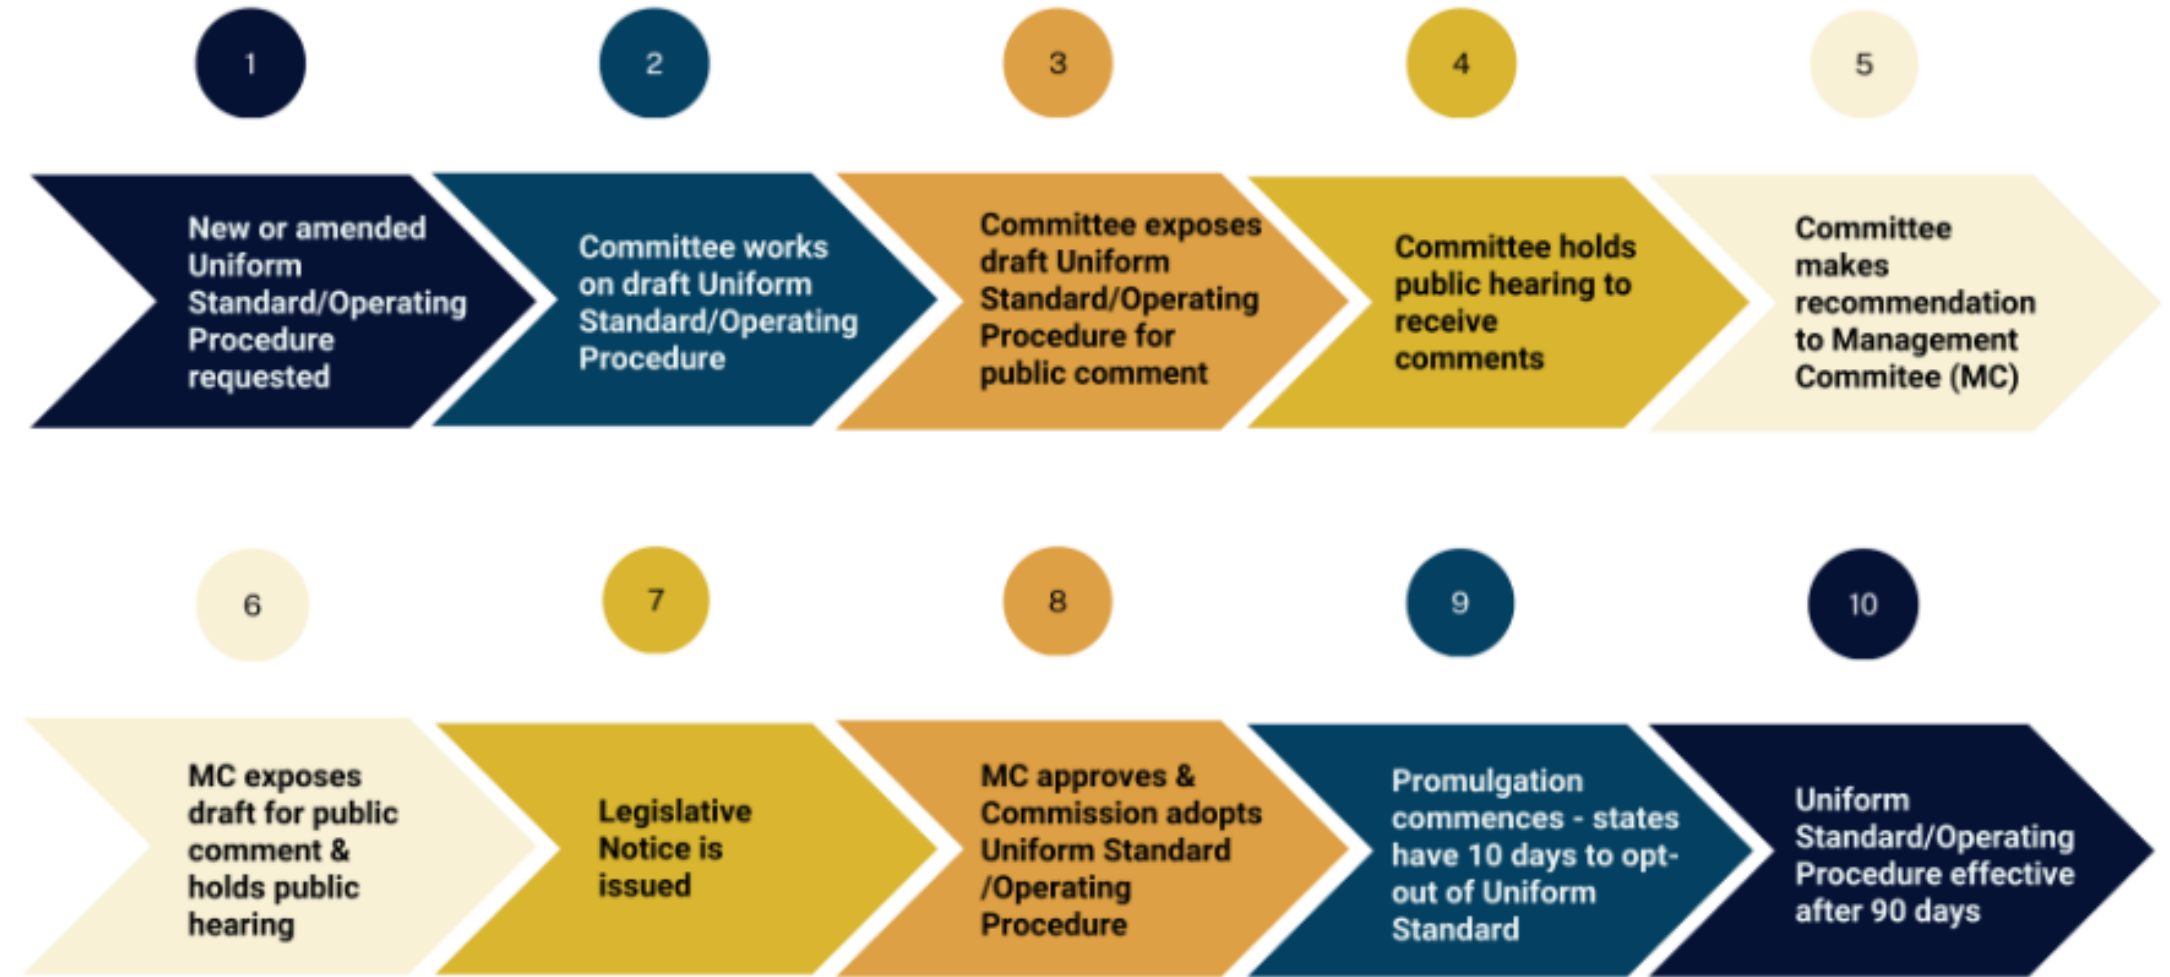 1
2
3
4
5
New or amended
Uniform
Standard/Operating
Procedure
requested
Committee works
on draft Uniform
Standard/Operating
Procedure
Committee exposes
draft Uniform
Standard/Operating
Procedure for
public comment
Committee holds
public hearing to
receive
comments
Committee
makes
recommendation
to Management
Commitee (MC)
6
7
8
9
10
MC exposes
draft for public
comment &
holds public
hearing
Legislative
Notice is
issued
MC approves &
Commission adopts
Uniform Standard
/Operating
Procedure
Promulgation
commences - states
have 10 days to opt-
out of Uniform
Standard
Uniform
Standard/Operating
Procedure effective
after 90 days